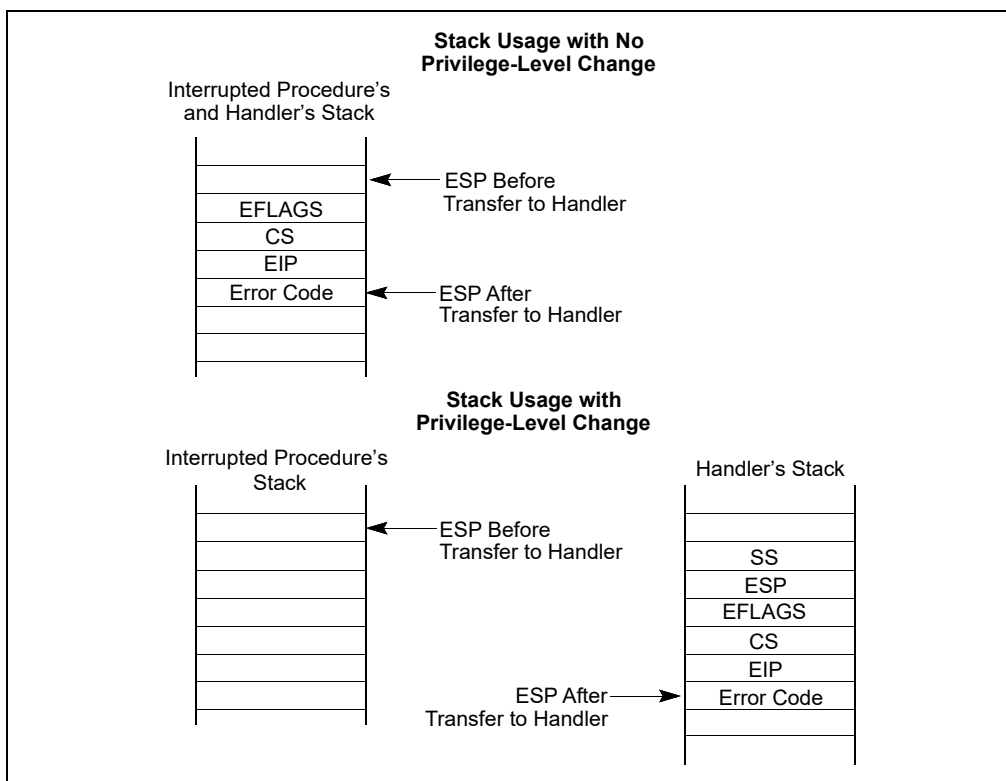 Stack Usage with No
Privilege-Level Change
Interrupted Procedure’s
and Handler’s Stack
ESP Before
Transfer to Handler
EFLAGS
CS
EIP
Error Code
ESP After
Transfer to Handler
Stack Usage with
Privilege-Level Change
Interrupted Procedure’s
Stack
ESP Before
Transfer to Handler
Handler’s Stack
SS
ESP
EFLAGS
CS
EIP
Error Code
ESP After
Transfer to Handler